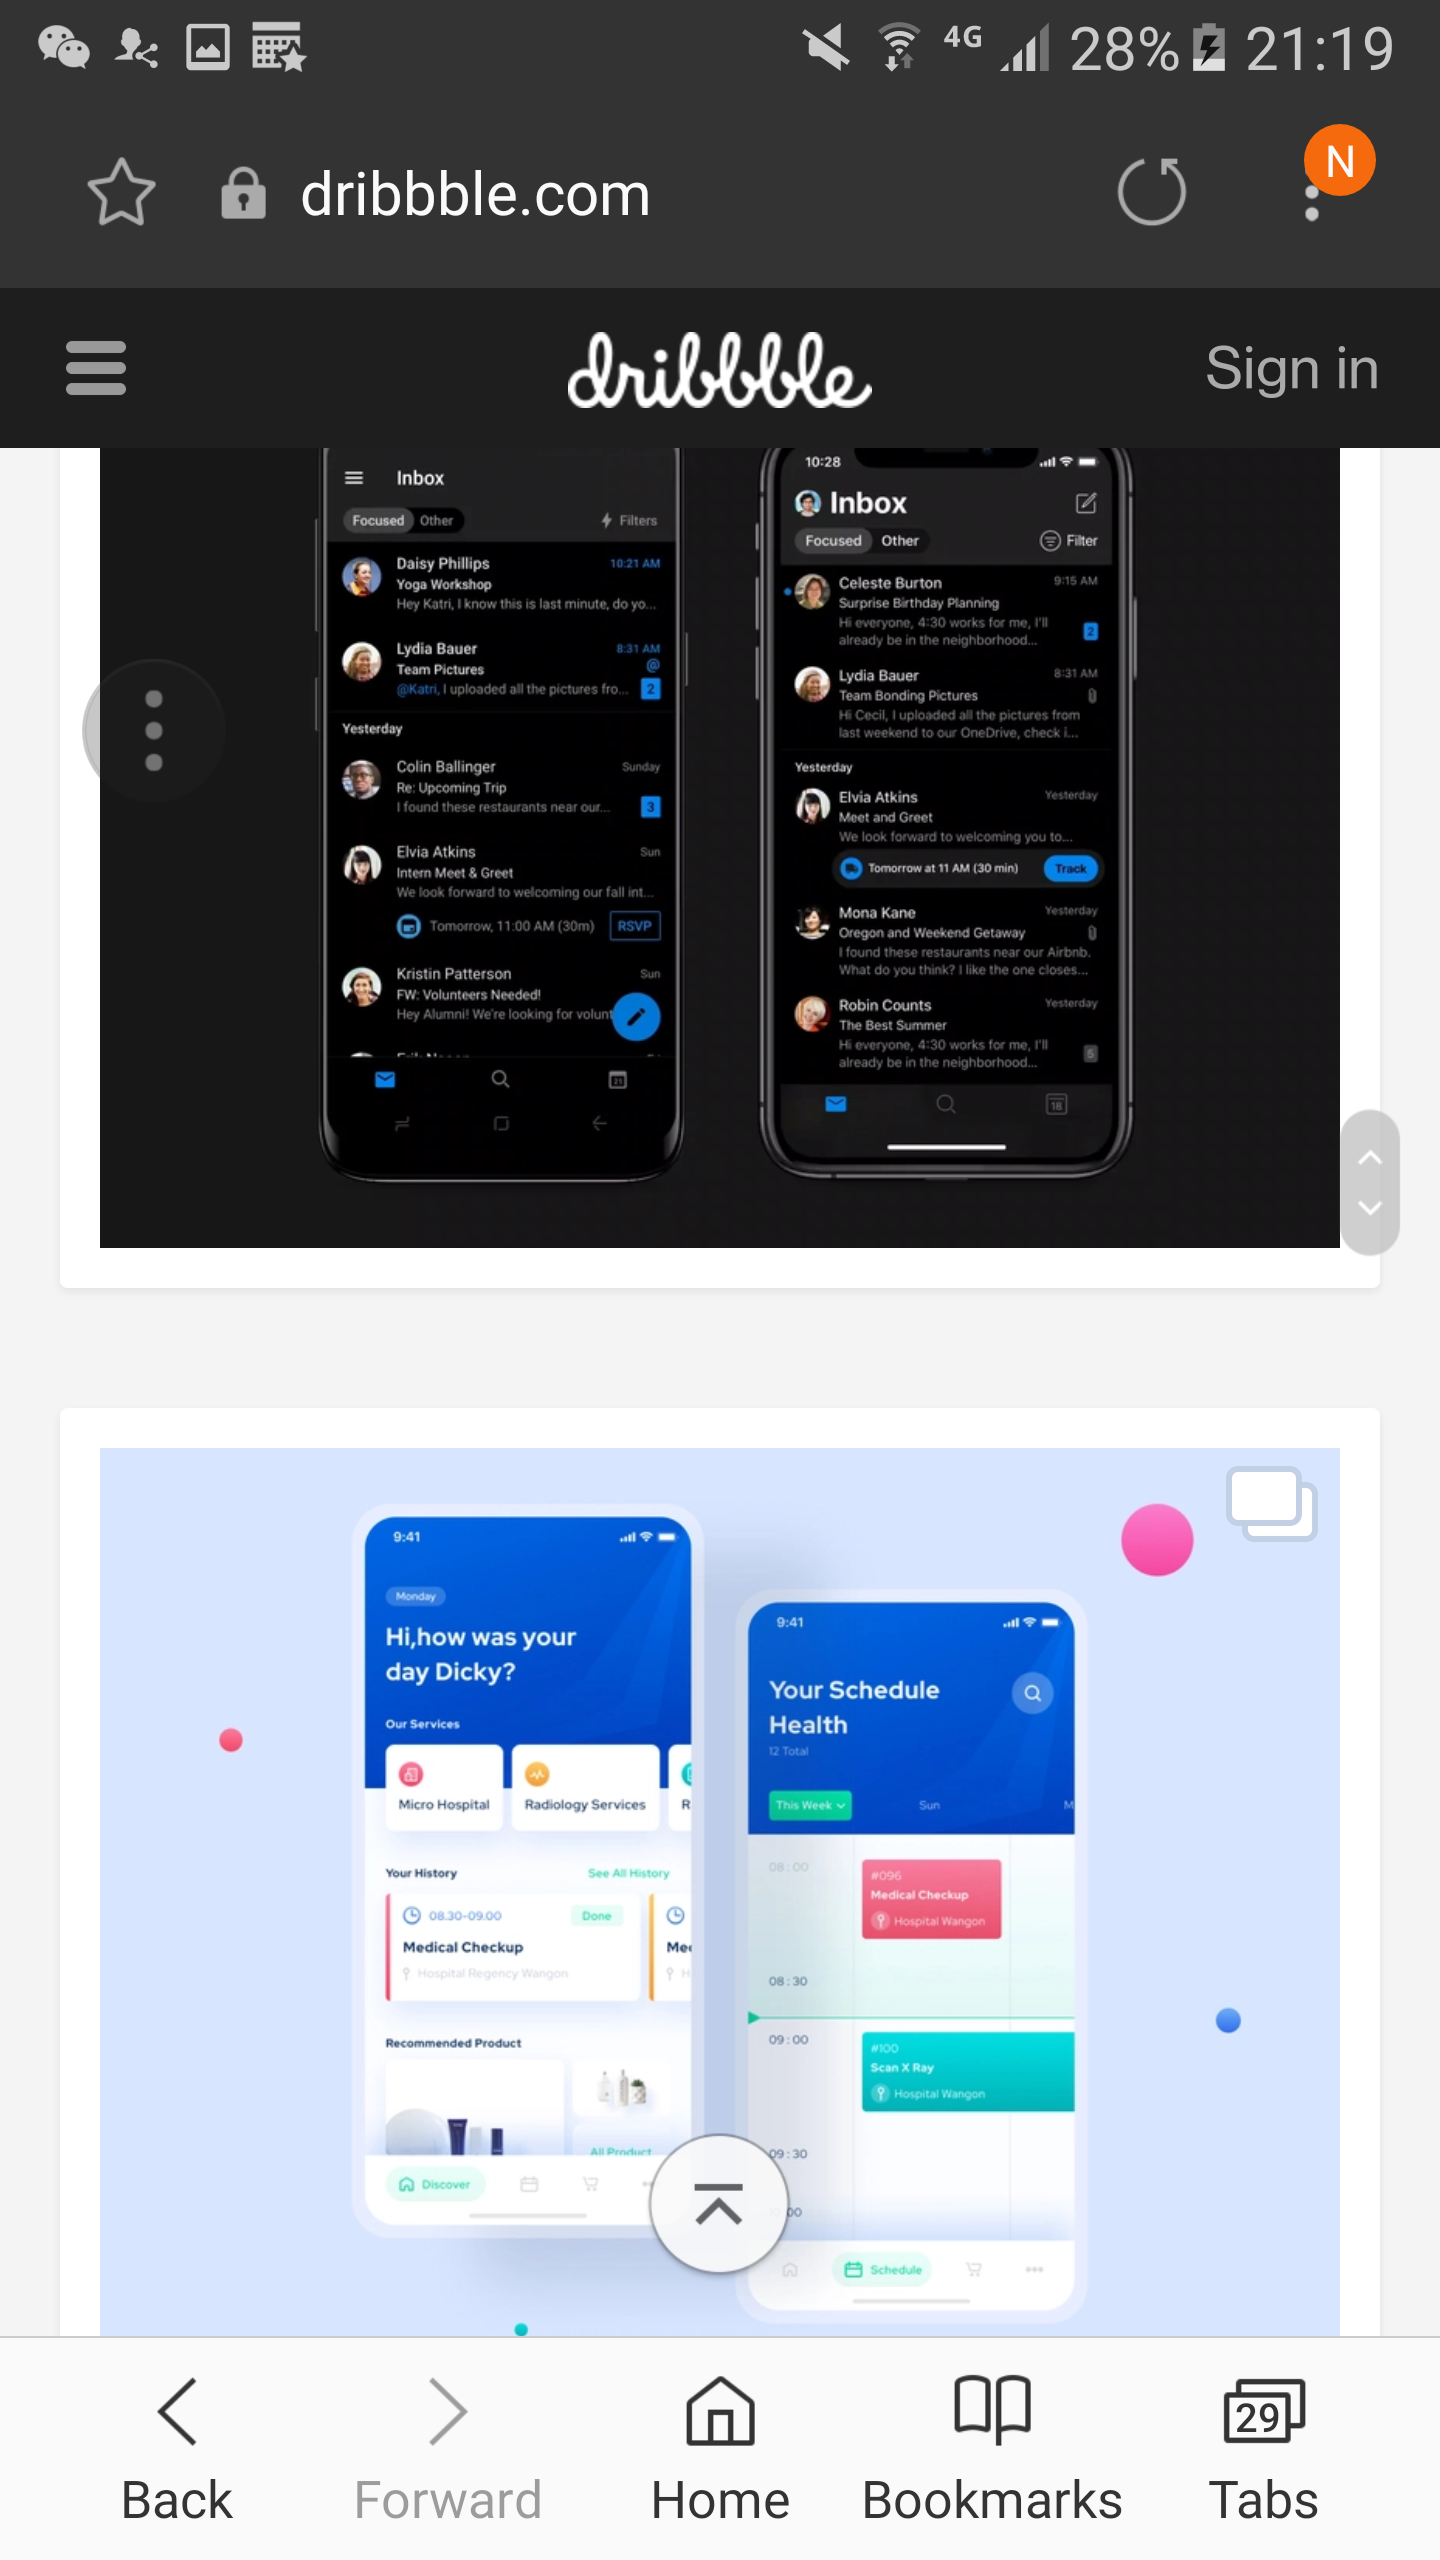 4G 28% 21:19
dribbble.com
N
dribbble
Sign in
Inbox
Focused Other Filters
Daisy Phillips 10:21 AM
Yoga Workshop
Hey Katri, I know this is last minute, do yo...
Lydia Bauer 8:31 AM
Team Pictures @
@Katri, I uploaded all the pictures fro... 2
Yesterday
Colin Ballinger Sunday
Re: Upcoming Trip
I found these restaurants near our... 3
Elvia Atkins Sun
Intern Meet & Greet
We look forward to welcoming our fall int...
Tomorrow, 11:00 AM (30m) RSVP
Kristin Patterson Sun
FW: Volunteers Needed!
Hey Alumni! We're looking for volunt
21
10:28
Inbox
Focused Other Filter
Celeste Burton 9:15 AM
Surprise Birthday Planning
Hi everyone, 4:30 works for me, I'll
already be in the neighborhood... 2
Lydia Bauer 8:31 AM
Team Bonding Pictures
Hi Cecil, I uploaded all the pictures from
last weekend to our OneDrive, check i...
Yesterday
Elvia Atkins Yesterday
Meet and Greet
We look forward to welcoming you to...
Tomorrow at 11 AM (30 min) Track
Mona Kane Yesterday
Oregon and Weekend Getaway
I found these restaurants near our Airbnb.
What do you think? I like the one closes...
Robin Counts Yesterday
The Best Summer
Hi everyone, 4:30 works for me, I'll
already be in the neighborhood... 5
18
9:41
Monday
Hi,how was your
day Dicky?
Our Services
Micro Hospital Radiology Services R
Your History See All History
08.30-09.00 Done
Medical Checkup Me
Hospital Regency Wangon H
Recommended Product
All Product
Discover
9:41
Your Schedule
Health
12 Total
This Week Sun M
08:00
#096
Medical Checkup
Hospital Wangon
08:30
09:00
#100
Scan X Ray
Hospital Wangon
09:30
00
Schedule
29
Back Forward Home Bookmarks Tabs